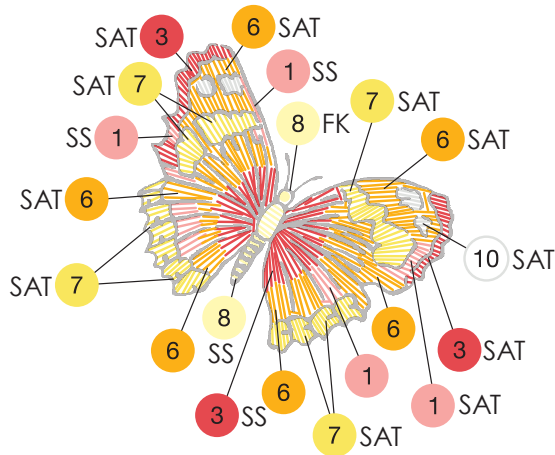 SAT 3
6 SAT
SAT 7
1 SS
8 FK
7 SAT
SS 1
6 SAT
SAT 6
10 SAT
SAT 7
8
SS
6
6
3 SAT
6
1
1 SAT
3 SS
7 SAT